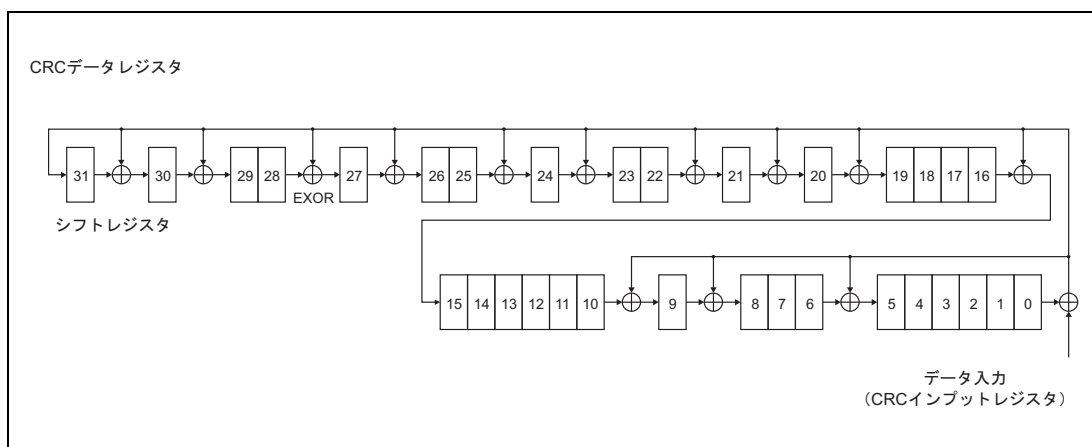 CRCデータレジスタ
31 30 29 28 27 26 25 24 23 22 21 20 19 18 17 16
EXOR
シフトレジスタ
15 14 13 12 11 10 9 8 7 6 5 4 3 2 1 0
データ入力
（CRCインプットレジスタ）